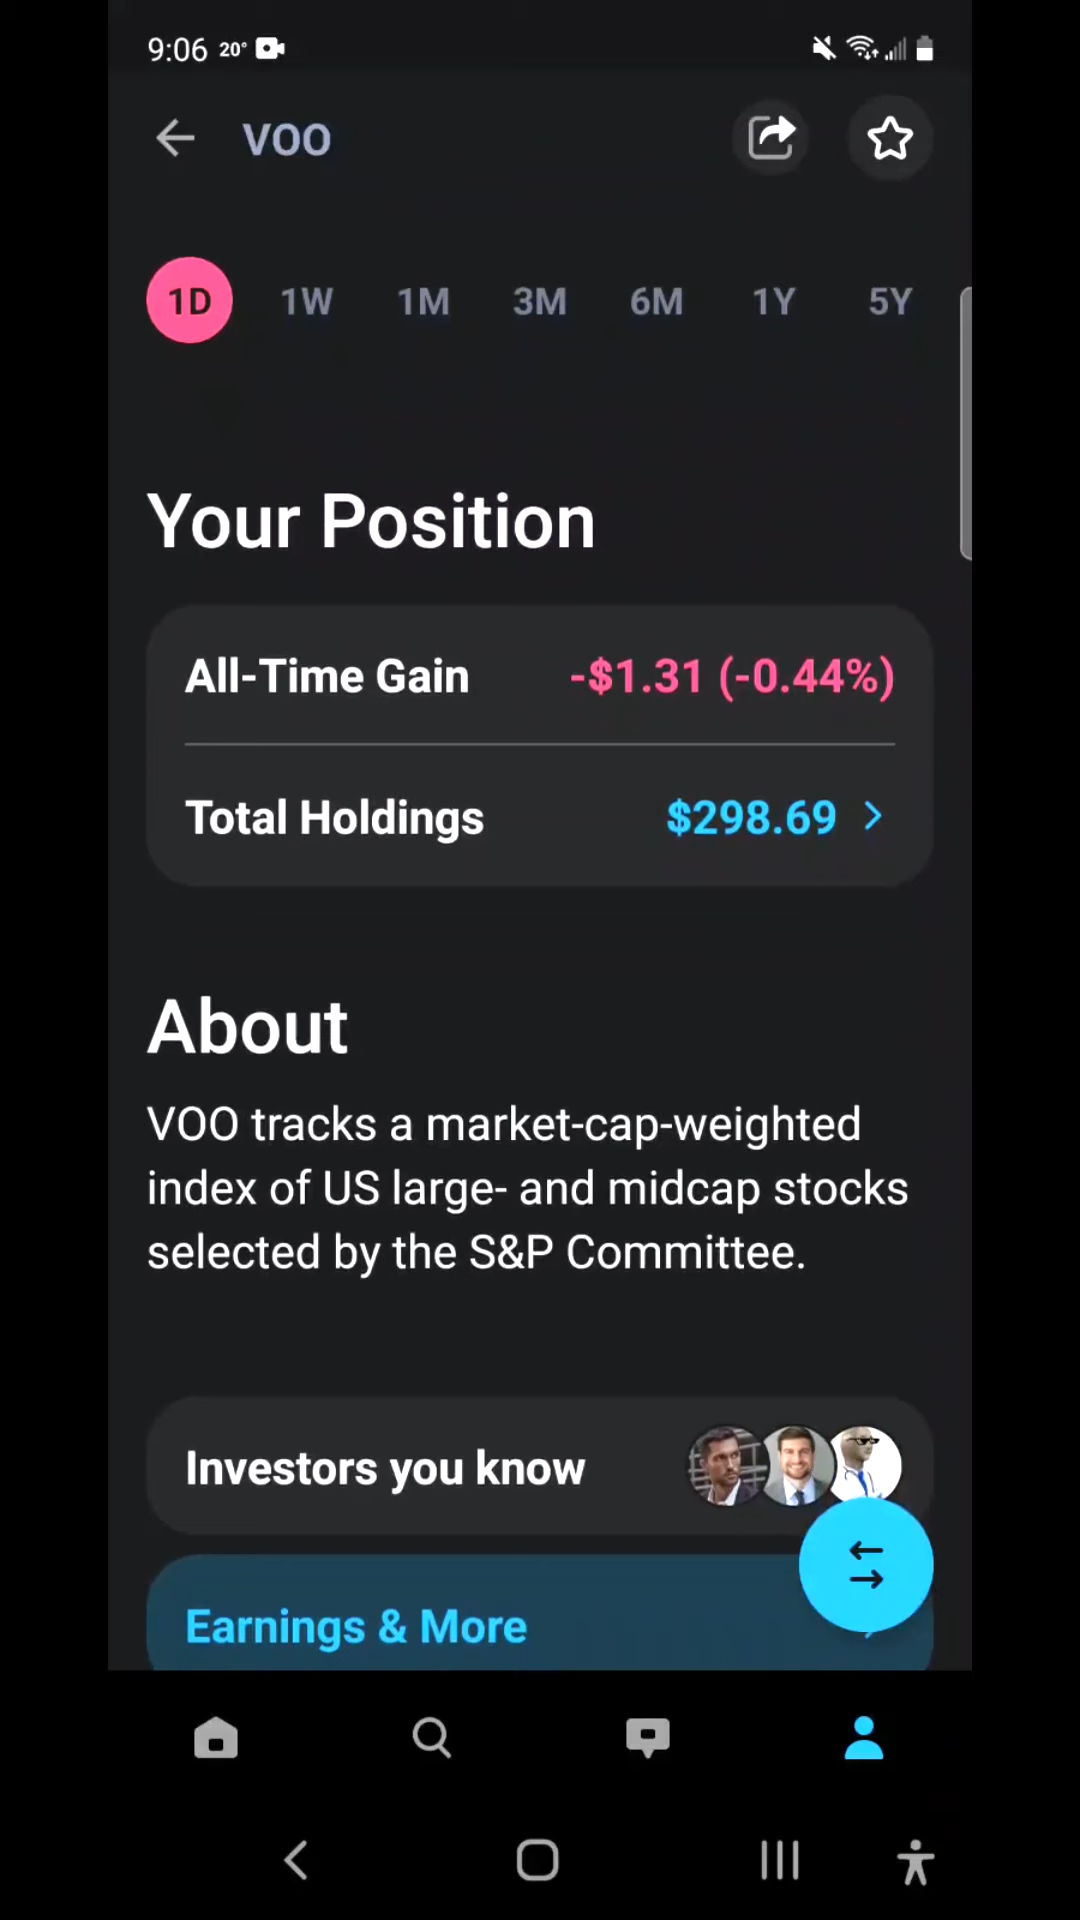 9:06 20°
VOO
1D 1W 1M 3M 6M 1Y 5Y
Your Position
All-Time Gain -$1.31 (-0.44%)
Total Holdings $298.69
About
VOO tracks a market-cap-weighted
index of US large- and midcap stocks
selected by the S&P Committee.
Investors you know
Earnings & More